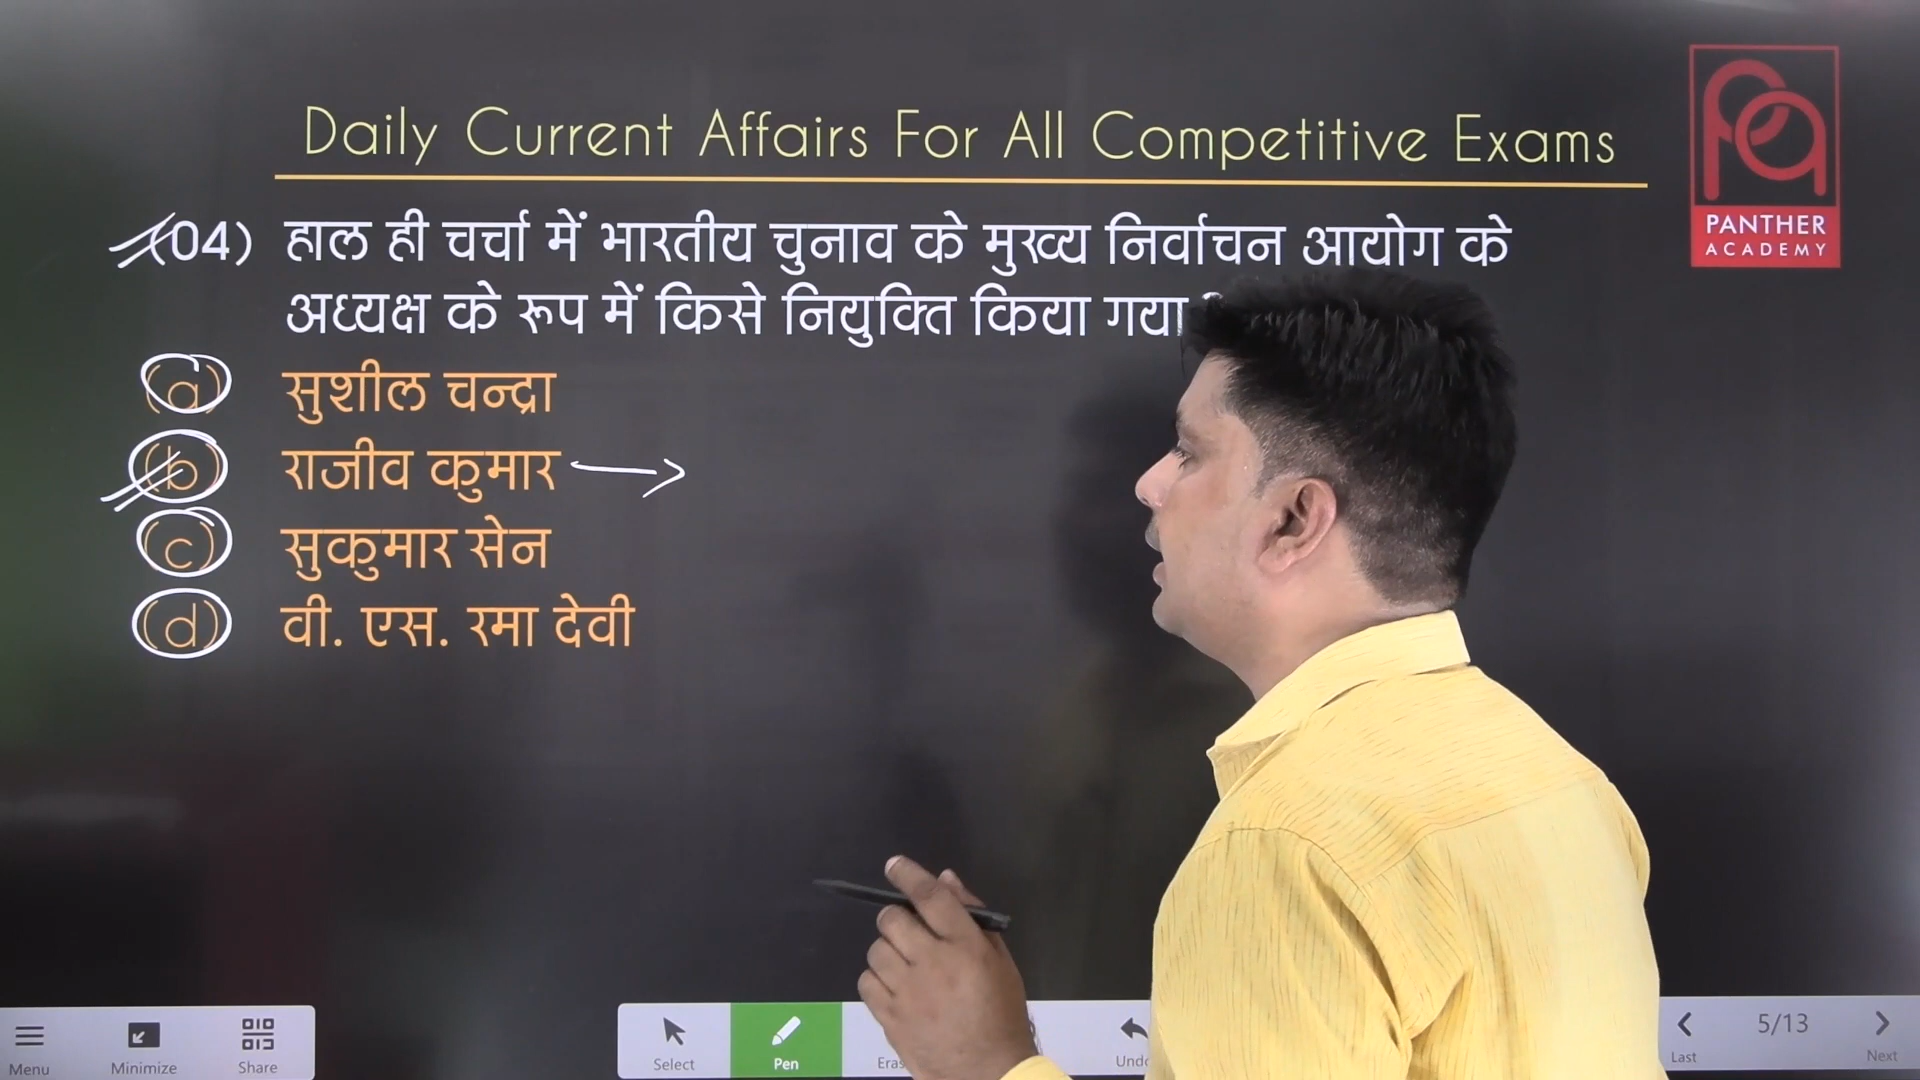 Daily Current Affairs For All Competitive Exams
PANTHER
ACADEMY
04) हाल ही चर्चा में भारतीय चुनाव के मुख्य निर्वाचन आयोग के
अध्यक्ष के रूप में किसे नियुक्ति किया गया
(a) सुशील चन्द्रा
(b) राजीव कुमार
(c) सुकुमार सेन
(d) वी. एस. रमा देवी
Menu Minimize Share Select Pen Last 5/13 Next